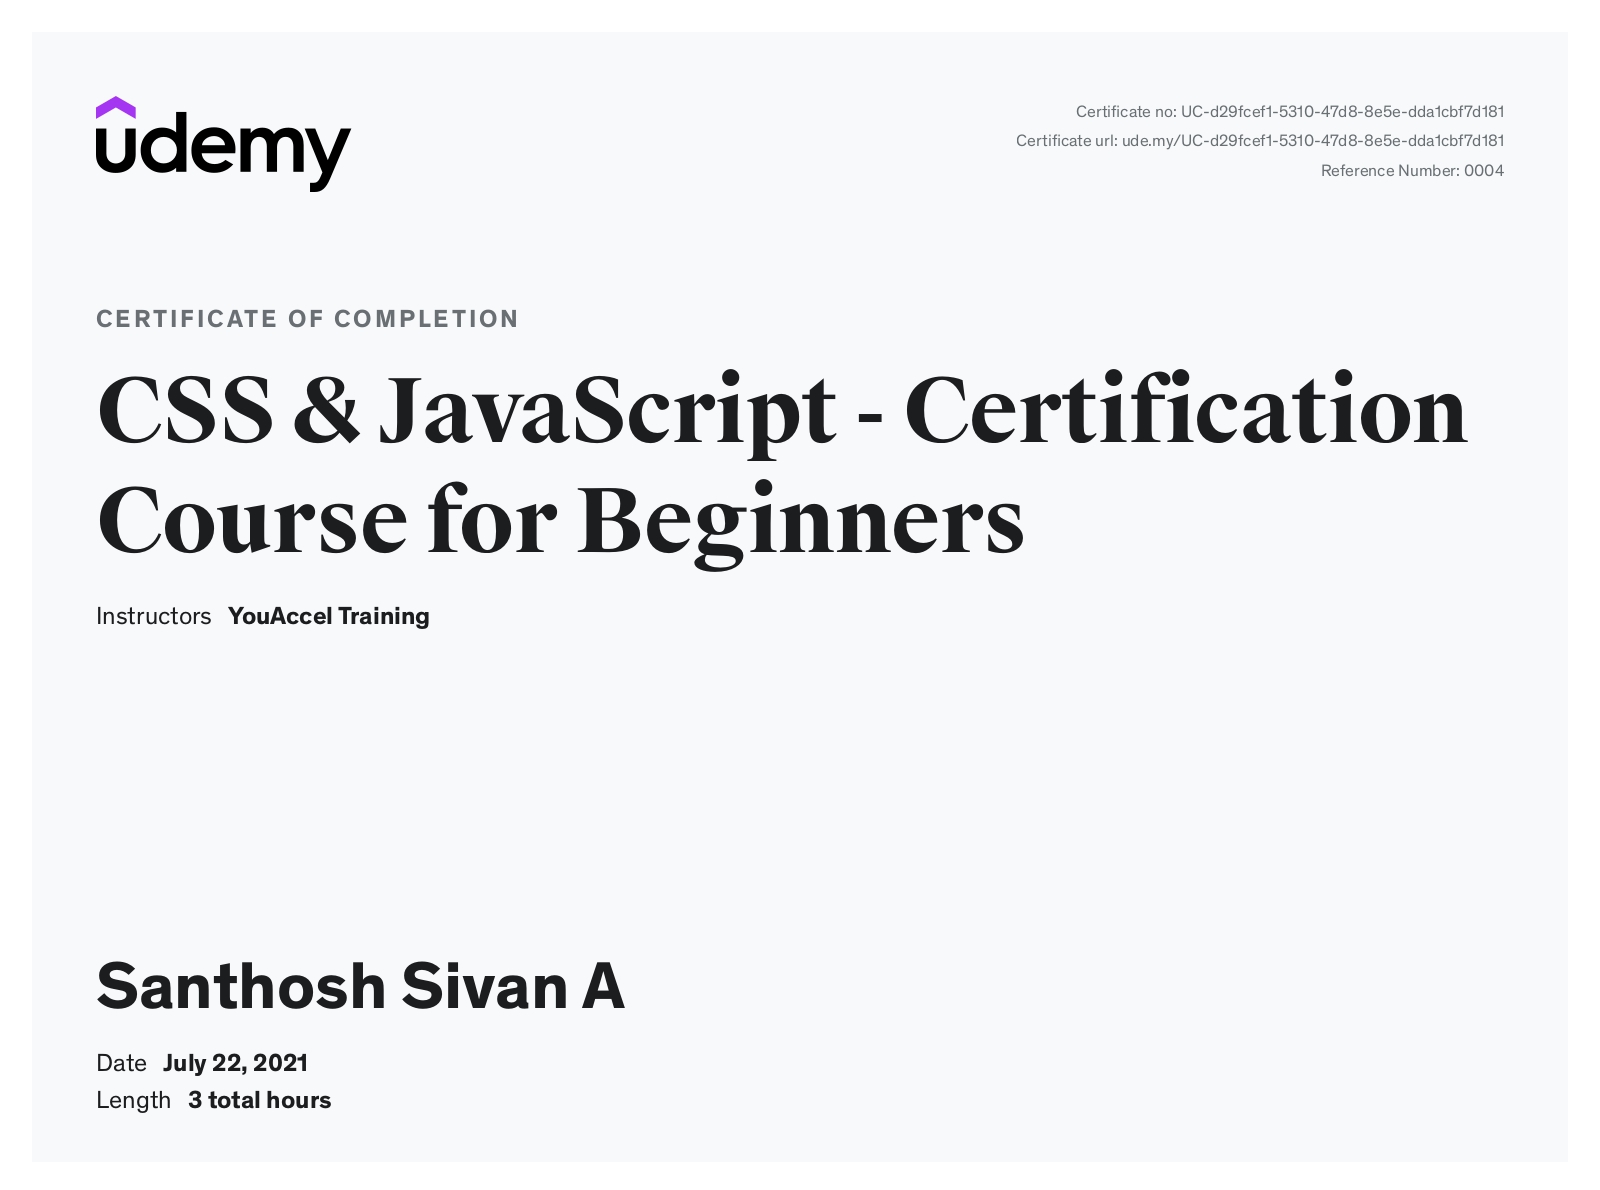 udemy
Certificate no: UC-d29fcef1-5310-47d8-8e5e-dda1cbf7d181
Certificate url: ude.my/UC-d29fcef1-5310-47d8-8e5e-dda1cbf7d181
Reference Number: 0004
CERTIFICATE OF COMPLETION
CSS & JavaScript - Certification
Course for Beginners
Instructors YouAccel Training
Santhosh Sivan A
Date July 22, 2021
Length 3 total hours